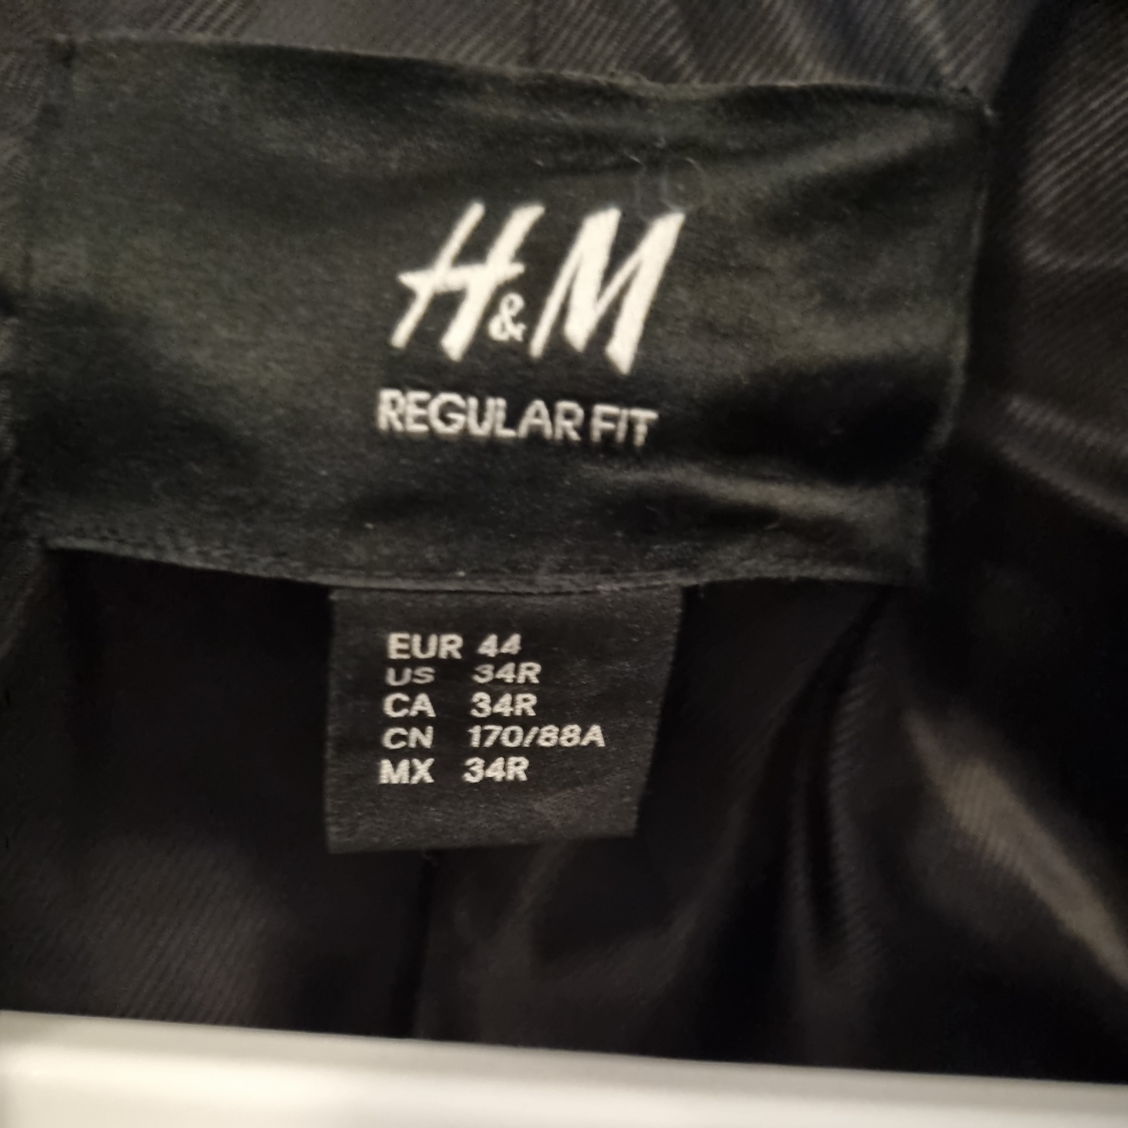 H&M
REGULAR FIT
EUR 44
US 34R
CA 34R
CN 170/88A
MX 34R